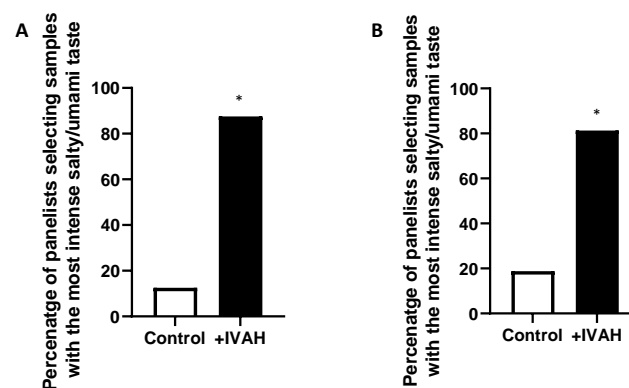 A
Percenatge of panelists selecting samples
with the most intense salty/umami taste
100
80
60
40
20
0
*
Control +IVAH
B
Percenatge of panelists selecting samples
with the most intense salty/umami taste
100
80
60
40
20
0
*
Control +IVAH